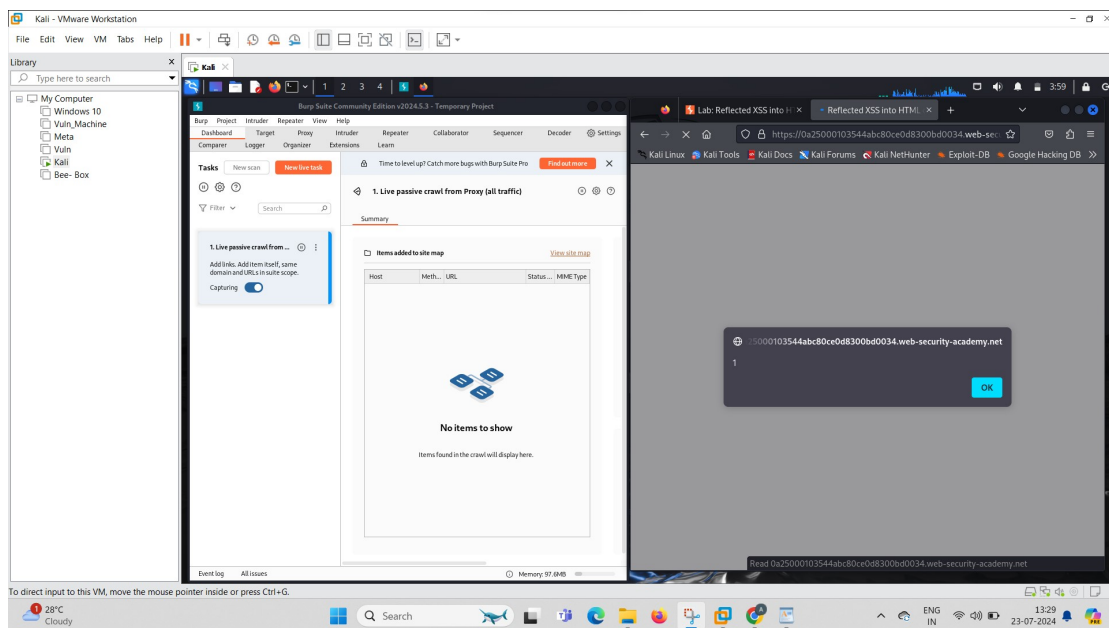 Kali - VMware Workstation
File Edit View VM Tabs Help
Library X
Type here to search
Kali
My Computer
Windows 10
Vuln_Machine
Meta
Vuln
Kali
Bee- Box
1 2 3 4
3:59
Burp Suite Community Edition v2024.5.3 - Temporary Project
Burp Project Intruder Repeater View Help
Dashboard Target Proxy Intruder Repeater Collaborator Sequencer Decoder Settings
Comparer Logger Organizer Extensions Learn
Tasks New scan New live task
Filter Search
1. Live passive crawl from ...
Add links. Add item itself, same
domain and URLs in suite scope.
Capturing
Time to level up? Catch more bugs with Burp Suite Pro Find out more
1. Live passive crawl from Proxy (all traffic)
Summary
Items added to site map View site map
Host Meth... URL Status ... MIME Type
No items to show
Items found in the crawl will display here.
Event log All issues
Memory: 97.6MB
Lab: Reflected XSS into H
Reflected XSS into HTML
https://0a25000103544abc80ce0d8300bd0034.web-sec
Kali Linux Kali Tools Kali Docs Kali Forums Kali NetHunter Exploit-DB Google Hacking DB
25000103544abc80ce0d8300bd0034.web-security-academy.net
1
OK
Read 0a25000103544abc80ce0d8300bd0034.web-security-academy.net
To direct input to this VM, move the mouse pointer inside or press Ctrl+G.
1
28°C
Cloudy
Search
ENG
IN
13:29
23-07-2024
PRE